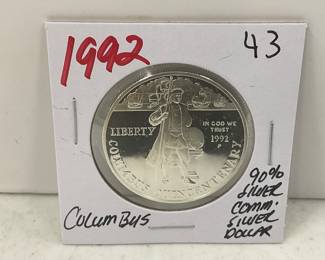 1992
43
LIBERTY
IN GOD WE
TRUST
1992
P
COLUMBUS QUINCENTENARY
Columbus
90%
SILVER
COMM.
SILVER
DOLLAR